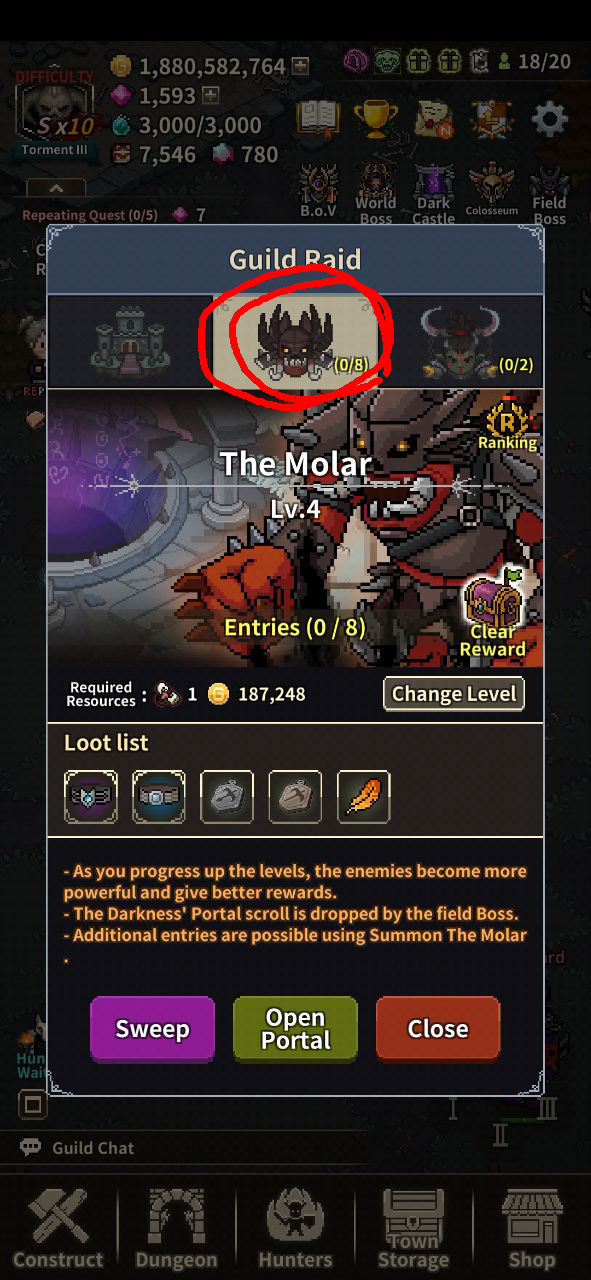 1,880,582,764
18/20
DIFFICULTY
1,593
S x10
3,000/3,000
Torment III
7,546 780
B.o.V
World
Boss
Dark
Castle
Colosseum
Field
Boss
Repeating Quest (0/5) 7
Guild Raid
(0/8)
(0/2)
REP
R
Ranking
The Molar
Lv.4
Entries (0 / 8)
Clear
Reward
Required
Resources : 1 187,248
Change Level
Loot list
- As you progress up the levels, the enemies become more
powerful and give better rewards.
- The Darkness' Portal scroll is dropped by the field Boss.
- Additional entries are possible using Summon The Molar
.
Sweep
Open
Portal
Close
Hun
Wait
I
II
III
Guild Chat
Construct
Dungeon
Hunters
Town
Storage
Shop